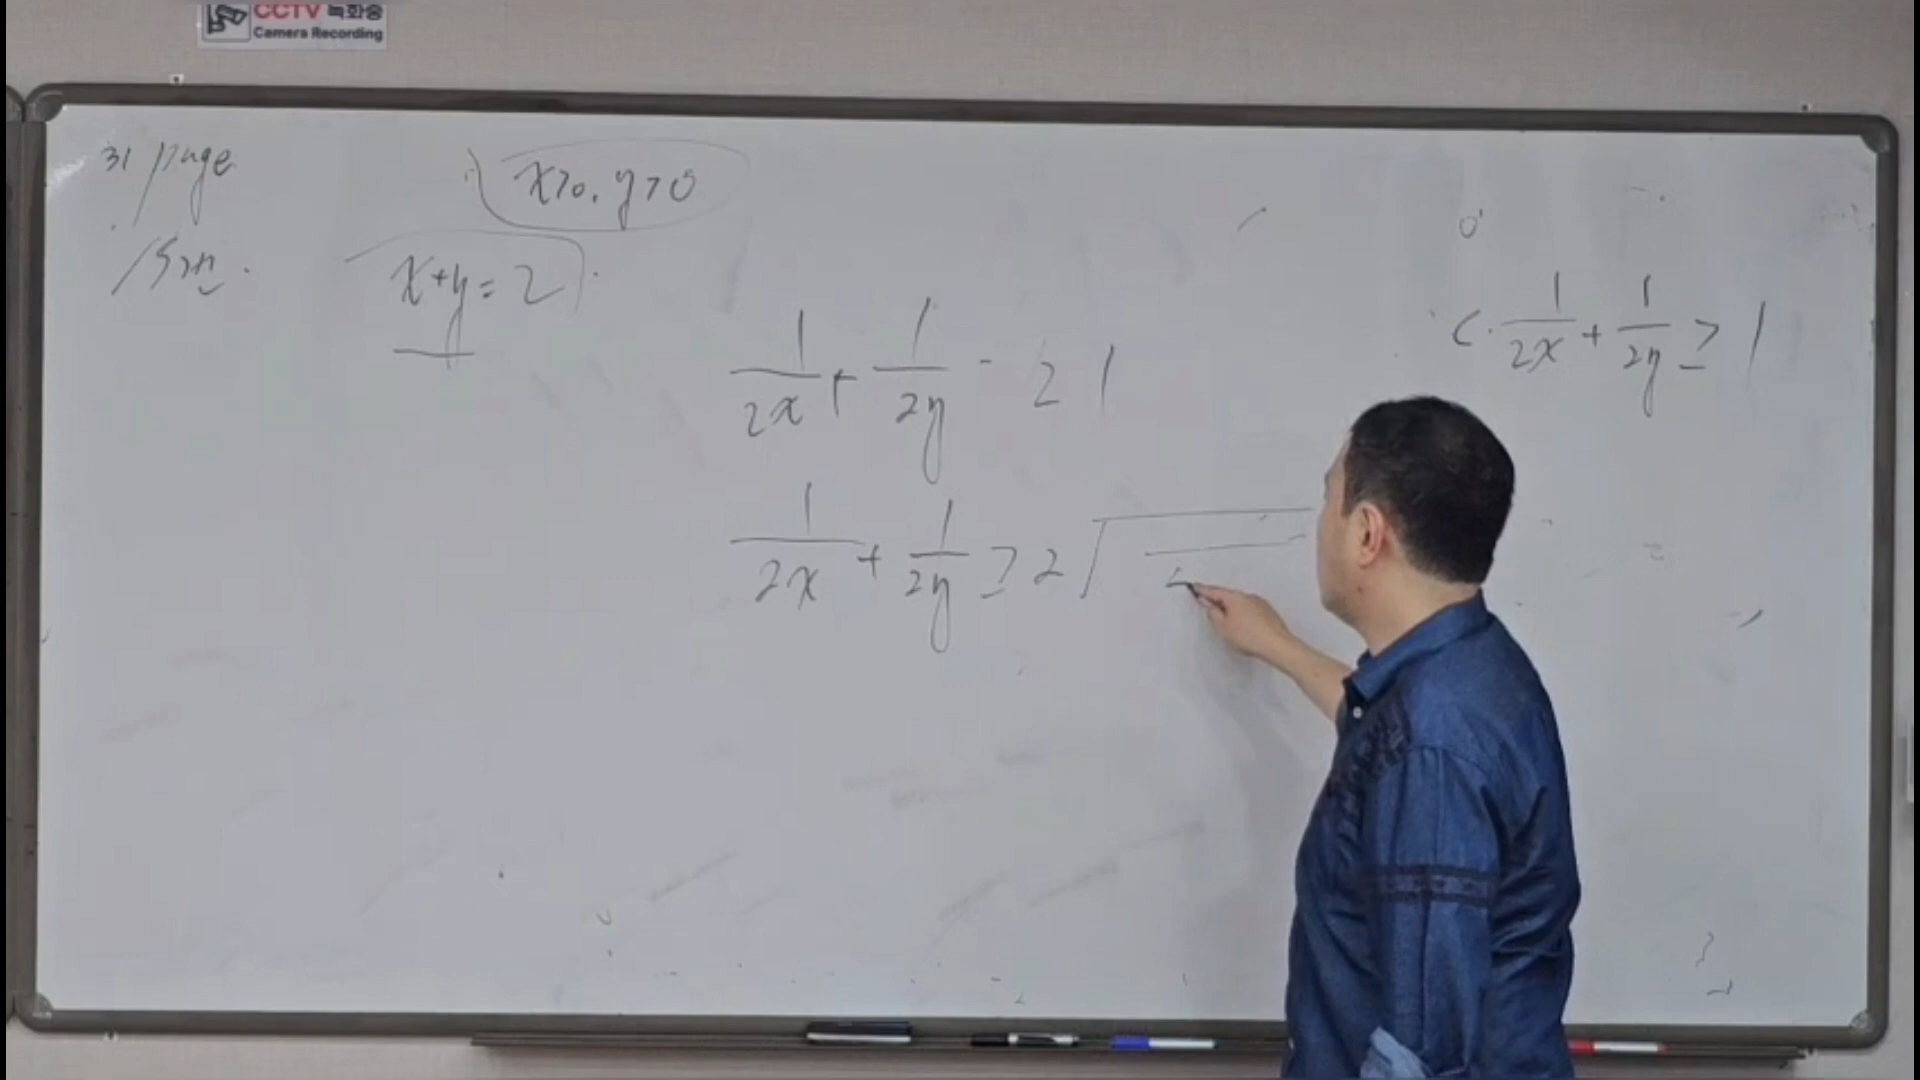 CCTV 녹화중
Camera Recording
31 page
x>0, y>0
15번.
x+y=2
C. 1/2x + 1/2y ≥ 1
1/2x + 1/2y - 2 1
1/2x + 1/2y ≥ 2√